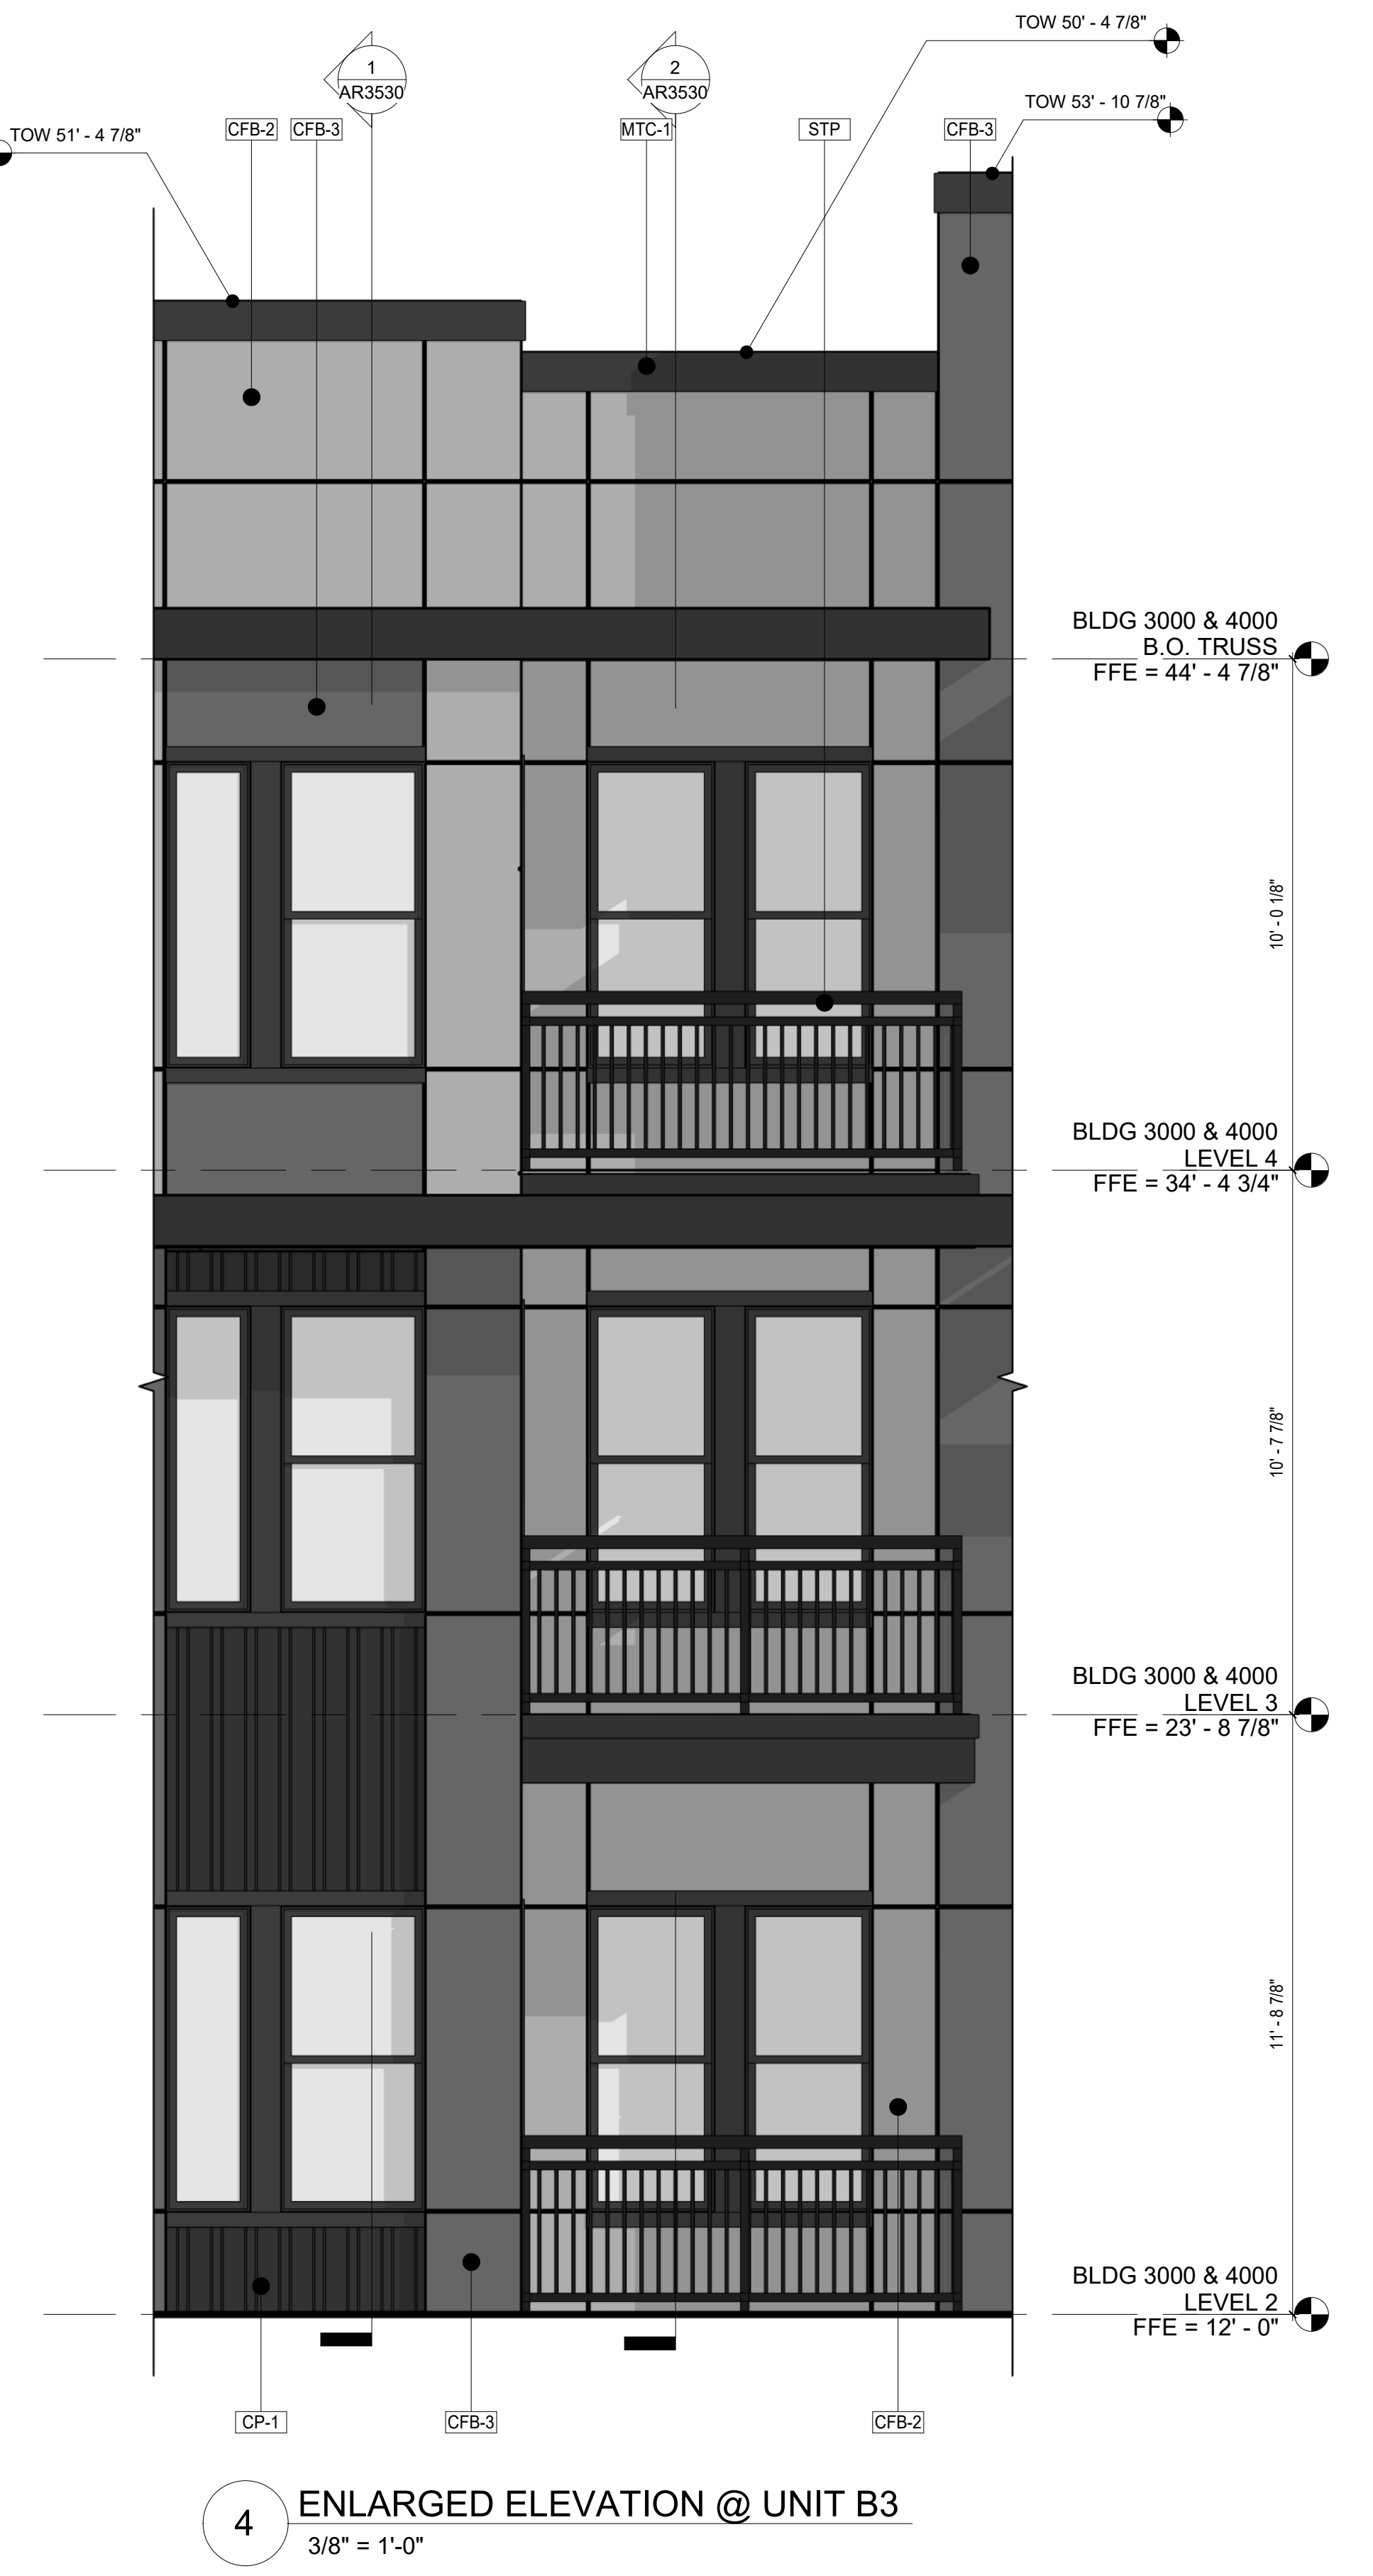 TOW 50' - 4 7/8"
1
AR3530
2
AR3530
TOW 53' - 10 7/8"
TOW 51' - 4 7/8"
CFB-2
CFB-3
MTC-1
STP
CFB-3
BLDG 3000 & 4000
B.O. TRUSS
FFE = 44' - 4 7/8"
10' - 0 1/8"
BLDG 3000 & 4000
LEVEL 4
FFE = 34' - 4 3/4"
10' - 7 7/8"
BLDG 3000 & 4000
LEVEL 3
FFE = 23' - 8 7/8"
11' - 8 7/8"
BLDG 3000 & 4000
LEVEL 2
FFE = 12' - 0"
CP-1
CFB-3
CFB-2
4
ENLARGED ELEVATION @ UNIT B3
3/8" = 1'-0"